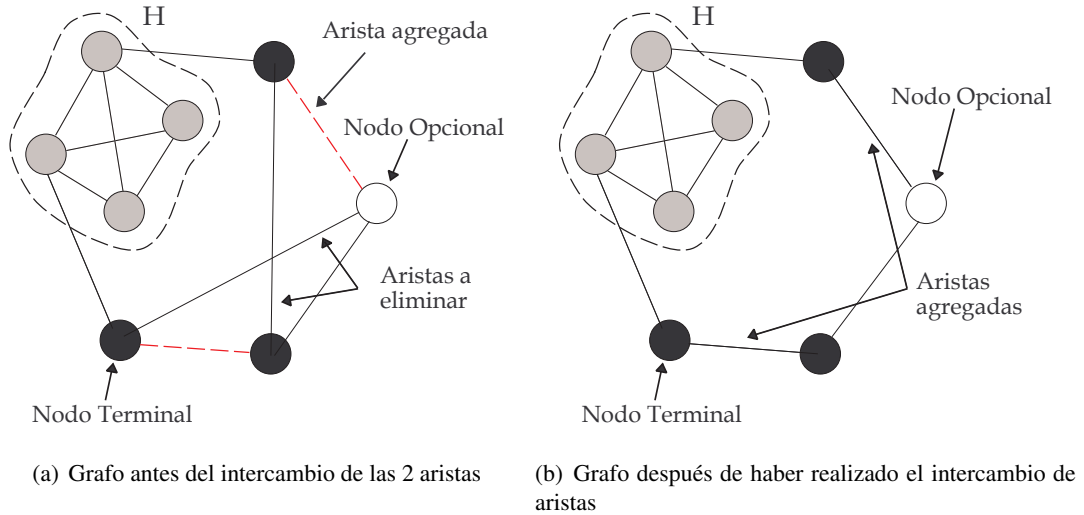 H
Arista agregada
Nodo Opcional
Aristas a
eliminar
Nodo Terminal
(a) Grafo antes del intercambio de las 2 aristas
H
Nodo Opcional
Aristas
agregadas
Nodo Terminal
(b) Grafo después de haber realizado el intercambio de
aristas